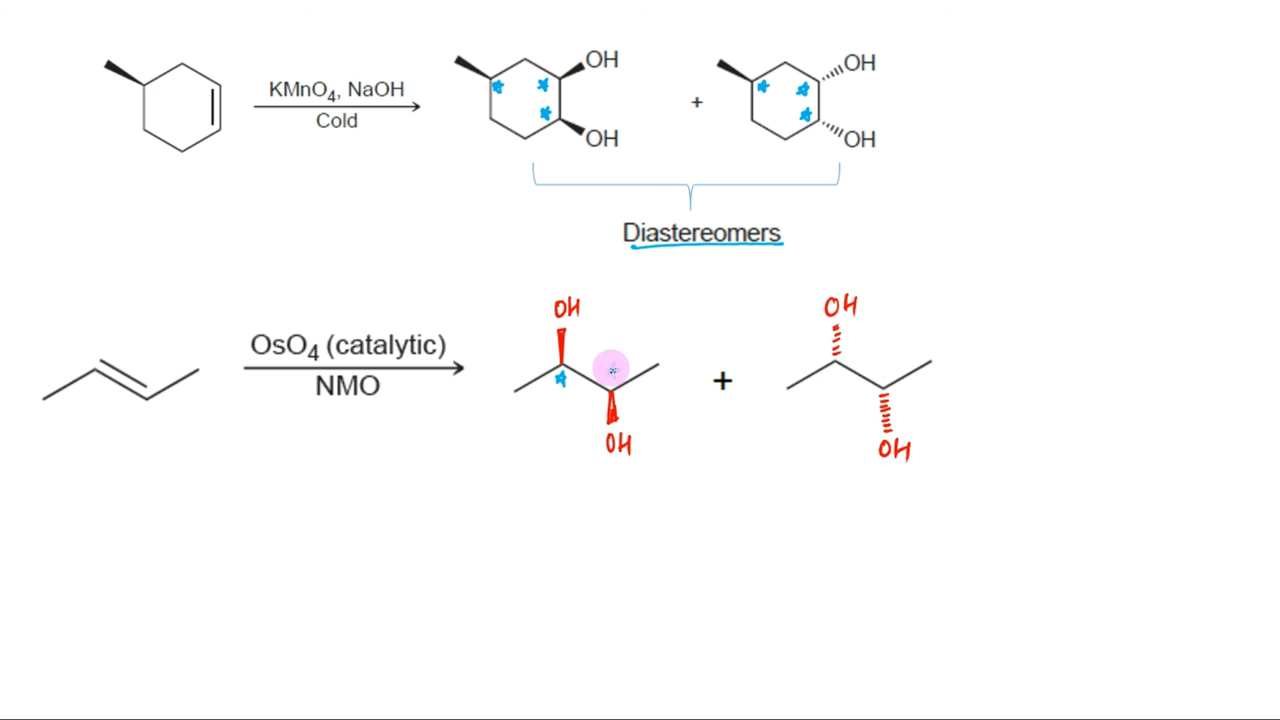 OH
OH
KMnO₄, NaOH
Cold
+
OH
OH
Diastereomers
OH
OH
OsO₄ (catalytic)
NMO
+
OH
OH